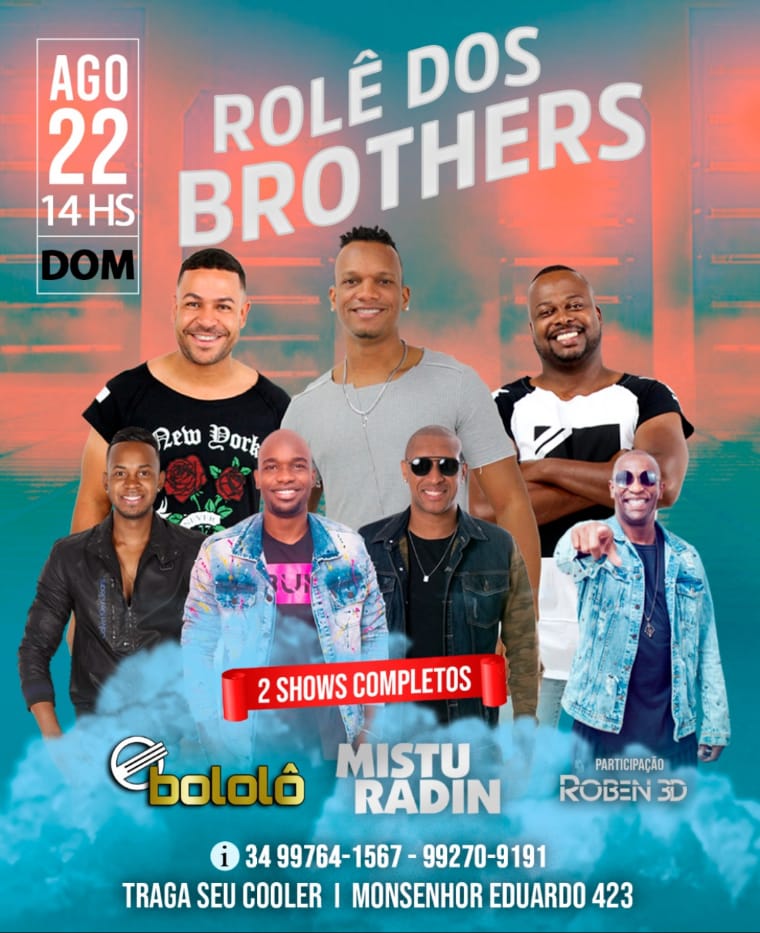 AGO
22
14 HS
DOM
ROLÊ DOS
BROTHERS
New York
2 SHOWS COMPLETOS
bololô
MISTU
RADIN
PARTICIPAÇÃO
ROBEN 3D
i 34 99764-1567 - 99270-9191
TRAGA SEU COOLER I MONSENHOR EDUARDO 423